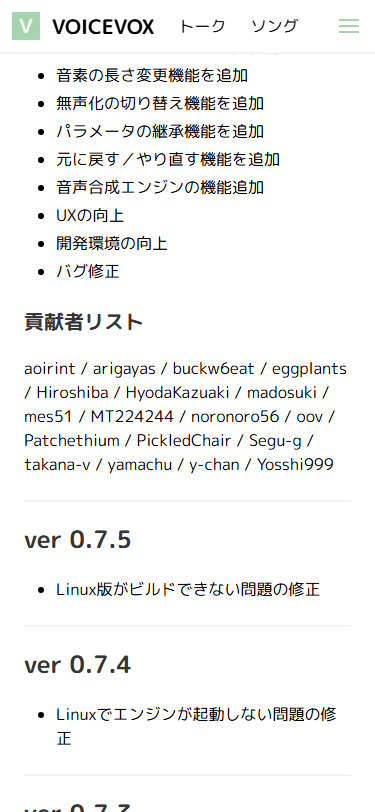 V VOICEVOX トーク ソング
音素の長さ変更機能を追加
無声化の切り替え機能を追加
パラメータの継承機能を追加
元に戻す／やり直す機能を追加
音声合成エンジンの機能追加
UXの向上
開発環境の向上
バグ修正
貢献者リスト
aoirint / arigayas / buckw6eat / eggplants
/ Hiroshiba / HyodaKazuaki / madosuki /
mes51 / MT224244 / noronoro56 / oov /
Patchethium / PickledChair / Segu-g /
takana-v / yamachu / y-chan / Yosshi999
ver 0.7.5
Linux版がビルドできない問題の修正
ver 0.7.4
Linuxでエンジンが起動しない問題の修
正
ver 0.7.3